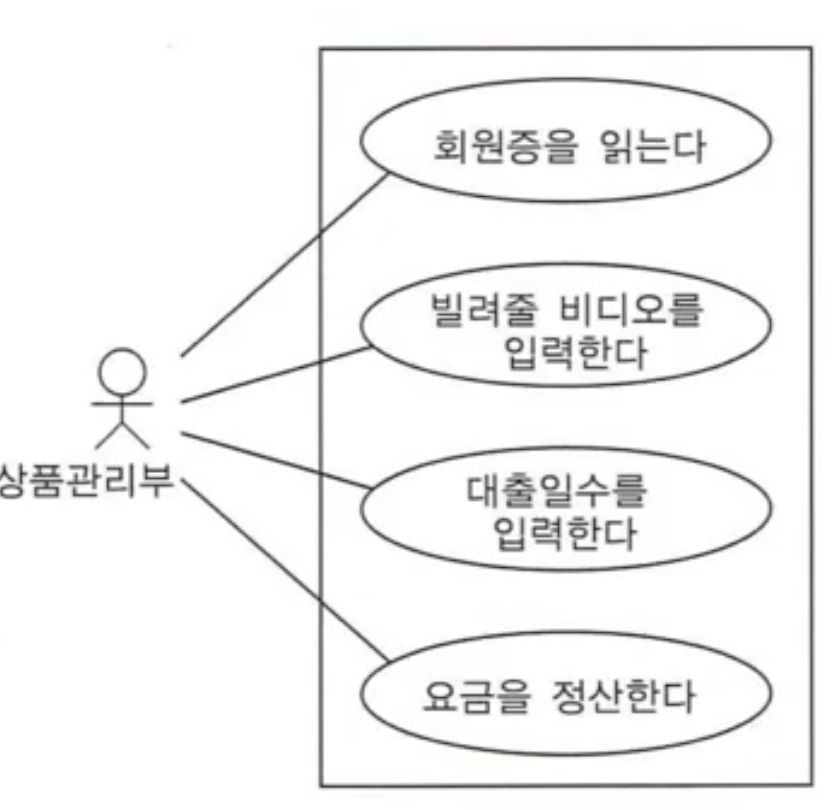 회원증을 읽는다
빌려줄 비디오를
입력한다
상품관리부
대출일수를
입력한다
요금을 정산한다